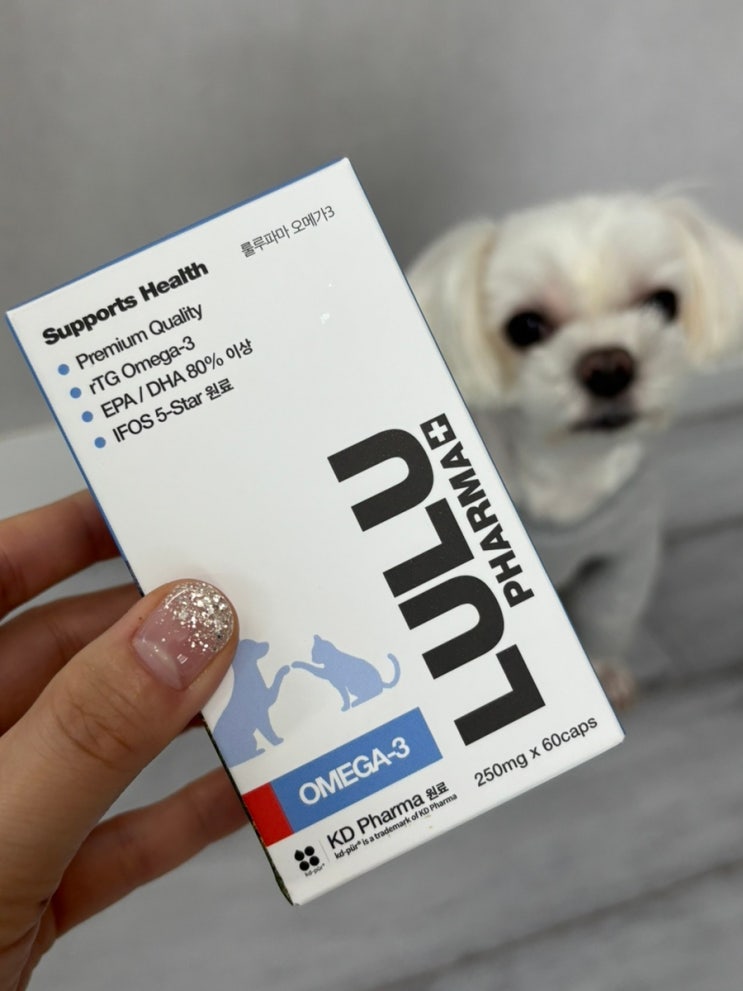 룰루파마 오메가3
Supports Health
Premium Quality
rTG Omega-3
EPA / DHA 80% 이상
IFOS 5-Star 원료
LULU
PHARMA
OMEGA-3
250mg x 60caps
KD Pharma 원료
kd-pür® is a trademark of KD Pharma
kd-pür®